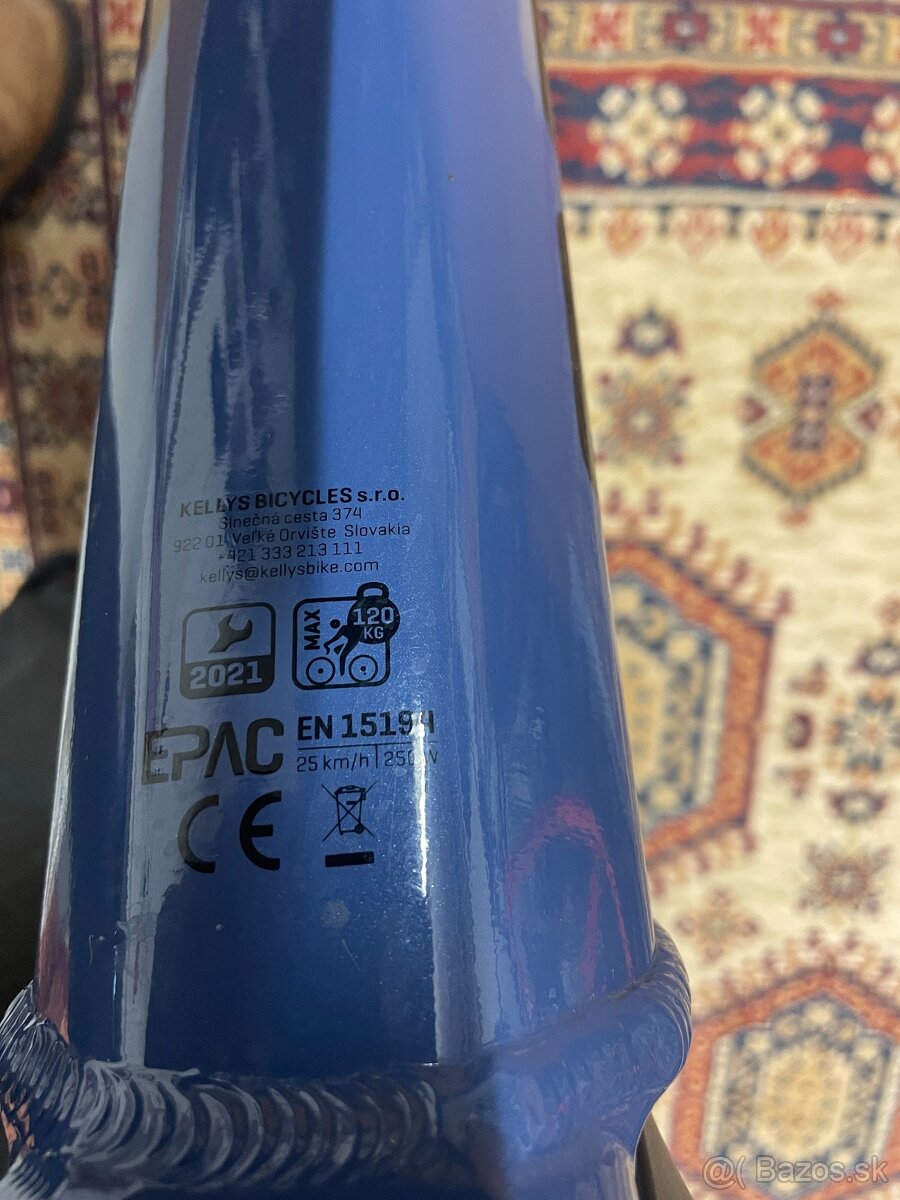 KELLYS BICYCLES s.r.o.
Slnečná cesta 374
922 01 Veľké Orvište Slovakia
+421 333 213 111
kellys@kellysbike.com
2021
MAX
120
KG
EPAC
EN 15194
25 km/h | 250 W
CE
@( Bazos.sk